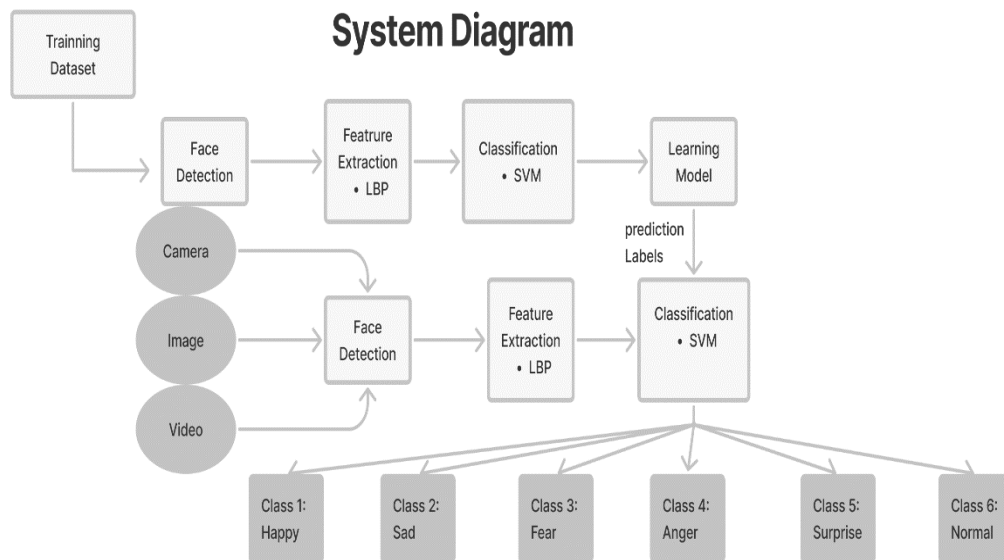 System Diagram
Trainning
Dataset
Face
Detection
Featrure
Extraction
• LBP
Classification
• SVM
Learning
Model
prediction
Labels
Camera
Image
Video
Face
Detection
Feature
Extraction
• LBP
Classification
• SVM
Class 1:
Happy
Class 2:
Sad
Class 3:
Fear
Class 4:
Anger
Class 5:
Surprise
Class 6:
Normal